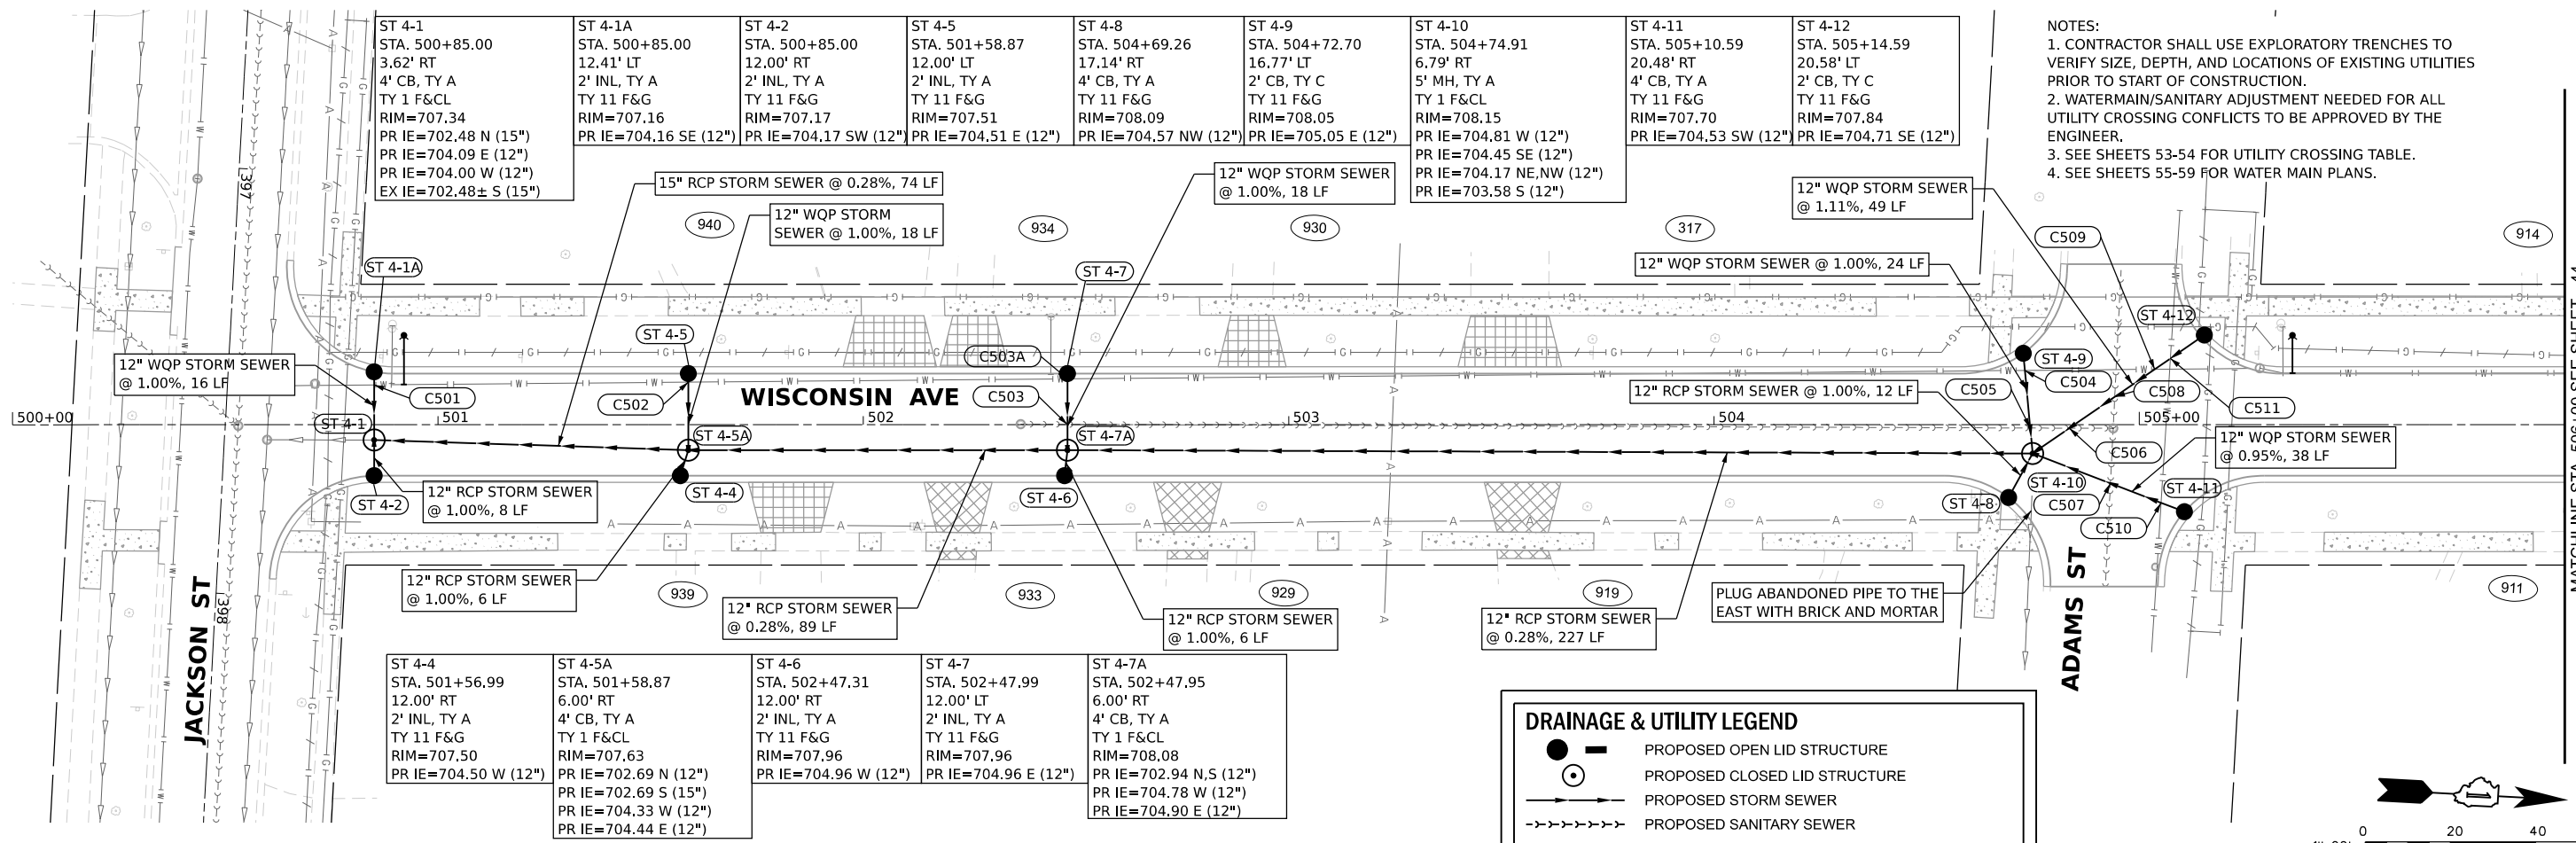 ST 4-1
STA. 500+85.00
3.62' RT
4' CB, TY A
TY 1 F&CL
RIM=707.34
PR IE=702.48 N (15")
PR IE=704.09 E (12")
PR IE=704.00 W (12")
EX IE=702.48± S (15")
ST 4-1A
STA. 500+85.00
12.41' LT
2' INL, TY A
TY 11 F&G
RIM=707.16
PR IE=704.16 SE (12")
ST 4-2
STA. 500+85.00
12.00' RT
2' INL, TY A
TY 11 F&G
RIM=707.17
PR IE=704.17 SW (12")
ST 4-5
STA. 501+58.87
12.00' LT
2' INL, TY A
TY 11 F&G
RIM=707.51
PR IE=704.51 E (12")
ST 4-8
STA. 504+69.26
17.14' RT
4' CB, TY A
TY 11 F&G
RIM=708.09
PR IE=704.57 NW (12")
ST 4-9
STA. 504+72.70
16.77' LT
2' CB, TY C
TY 11 F&G
RIM=708.05
PR IE=705.05 E (12")
ST 4-10
STA. 504+74.91
6.79' RT
5' MH, TY A
TY 1 F&CL
RIM=708.15
PR IE=704.81 W (12")
PR IE=704.45 SE (12")
PR IE=704.17 NE,NW (12")
PR IE=703.58 S (12")
ST 4-11
STA. 505+10.59
20.48' RT
4' CB, TY A
TY 11 F&G
RIM=707.70
PR IE=704.53 SW (12")
ST 4-12
STA. 505+14.59
20.58' LT
2' CB, TY C
TY 11 F&G
RIM=707.84
PR IE=704.71 SE (12")
NOTES:
1. CONTRACTOR SHALL USE EXPLORATORY TRENCHES TO
VERIFY SIZE, DEPTH, AND LOCATIONS OF EXISTING UTILITIES
PRIOR TO START OF CONSTRUCTION.
2. WATERMAIN/SANITARY ADJUSTMENT NEEDED FOR ALL
UTILITY CROSSING CONFLICTS TO BE APPROVED BY THE
ENGINEER.
3. SEE SHEETS 53-54 FOR UTILITY CROSSING TABLE.
4. SEE SHEETS 55-59 FOR WATER MAIN PLANS.
15" RCP STORM SEWER @ 0.28%, 74 LF
12" WQP STORM
SEWER @ 1.00%, 18 LF
12" WQP STORM SEWER
@ 1.00%, 18 LF
12" WQP STORM SEWER
@ 1.11%, 49 LF
12" WQP STORM SEWER @ 1.00%, 24 LF
397
940
934
930
317
914
C509
ST 4-1A
ST 4-5
ST 4-7
ST 4-12
12" WQP STORM SEWER
@ 1.00%, 16 LF
C503A
ST 4-9
C501
C502
WISCONSIN AVE
C503
12" RCP STORM SEWER @ 1.00%, 12 LF
C505
C504
C508
C511
500+00
501
502
503
504
505+00
ST 4-1
ST 4-5A
ST 4-7A
C506
12" WQP STORM SEWER
@ 0.95%, 38 LF
ST 4-2
12" RCP STORM SEWER
@ 1.00%, 8 LF
ST 4-4
ST 4-6
ST 4-8
ST 4-10
C507
ST 4-11
C510
MATCHLINE STA. 506+00 SEE SHEET 44
JACKSON ST
398
12" RCP STORM SEWER
@ 1.00%, 6 LF
939
12" RCP STORM SEWER
@ 0.28%, 89 LF
933
12" RCP STORM SEWER
@ 1.00%, 6 LF
929
12" RCP STORM SEWER
@ 0.28%, 227 LF
919
PLUG ABANDONED PIPE TO THE
EAST WITH BRICK AND MORTAR
ADAMS ST
911
ST 4-4
STA. 501+56.99
12.00' RT
2' INL, TY A
TY 11 F&G
RIM=707.50
PR IE=704.50 W (12")
ST 4-5A
STA. 501+58.87
6.00' RT
4' CB, TY A
TY 1 F&CL
RIM=707.63
PR IE=702.69 N (12")
PR IE=702.69 S (15")
PR IE=704.33 W (12")
PR IE=704.44 E (12")
ST 4-6
STA. 502+47.31
12.00' RT
2' INL, TY A
TY 11 F&G
RIM=707.96
PR IE=704.96 W (12")
ST 4-7
STA. 502+47.99
12.00' LT
2' INL, TY A
TY 11 F&G
RIM=707.96
PR IE=704.96 E (12")
ST 4-7A
STA. 502+47.95
6.00' RT
4' CB, TY A
TY 1 F&CL
RIM=708.08
PR IE=702.94 N,S (12")
PR IE=704.78 W (12")
PR IE=704.90 E (12")
DRAINAGE & UTILITY LEGEND
PROPOSED OPEN LID STRUCTURE
PROPOSED CLOSED LID STRUCTURE
PROPOSED STORM SEWER
PROPOSED SANITARY SEWER
0 20 40